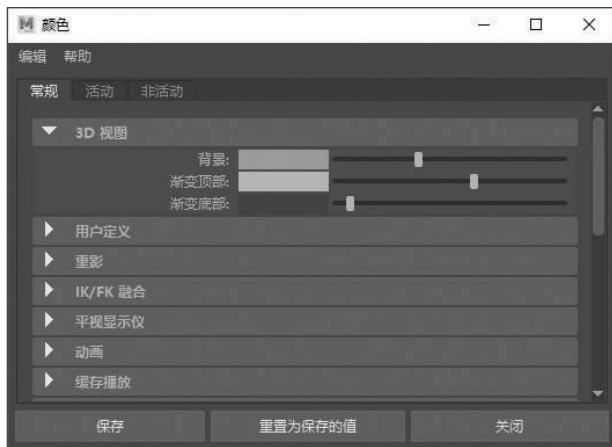 M 颜色
编辑 帮助
常规 活动 非活动
3D 视图
背景:
渐变顶部:
渐变底部:
用户定义
重影
IK/FK 融合
平视显示仪
动画
缓存播放
保存 重置为保存的值 关闭